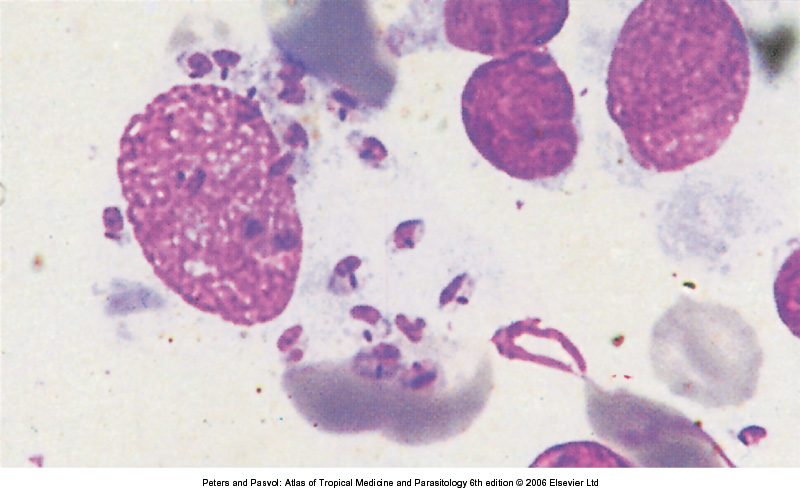 Peters and Pasvol: Atlas of Tropical Medicine and Parasitology 6th edition © 2006 Elsevier Ltd